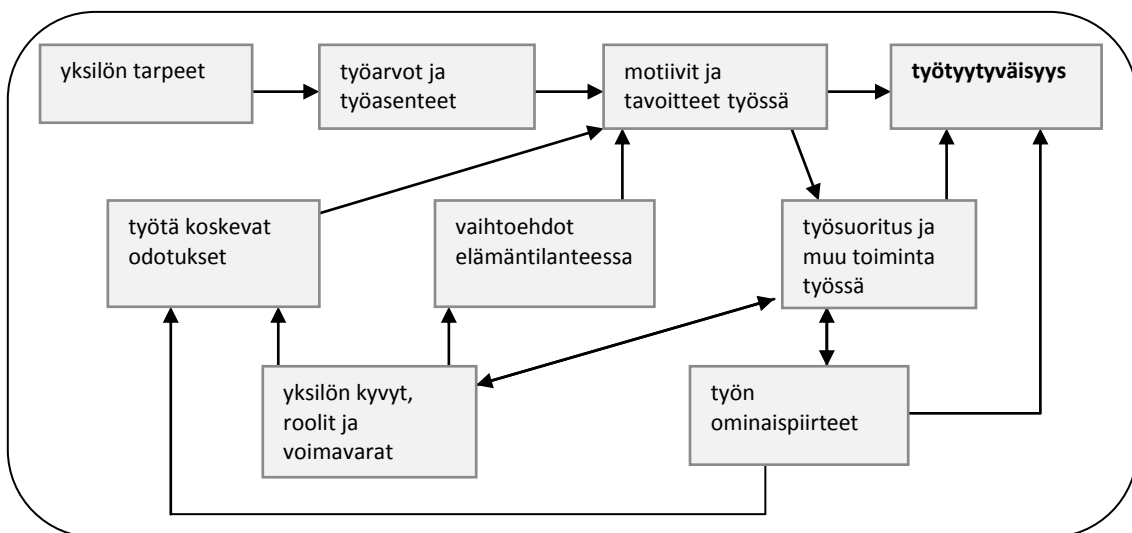 yksilön tarpeet
työarvot ja
työasenteet
motiivit ja
tavoitteet työssä
työtyytyväisyys
työtä koskevat
odotukset
vaihtoehdot
elämäntilanteessa
työsuoritus ja
muu toiminta
työssä
yksilön kyvyt,
roolit ja
voimavarat
työn
ominaispiirteet